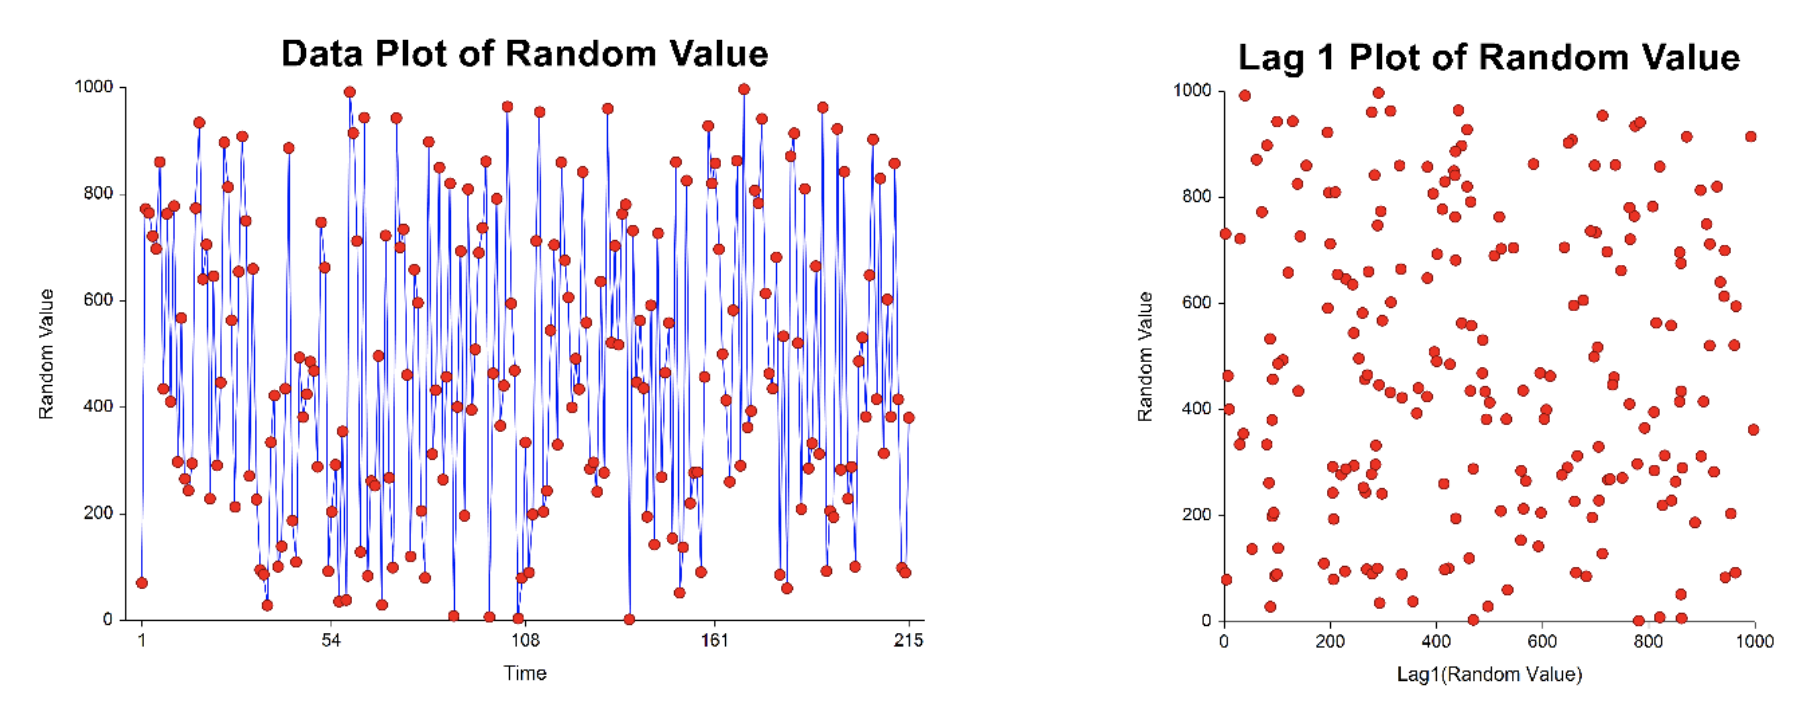 Data Plot of Random Value
1000
800
600
400
200
0
Random Value
1 54 108 161 215
Time
Lag 1 Plot of Random Value
1000
800
600
400
200
0
Random Value
0 200 400 600 800 1000
Lag1(Random Value)